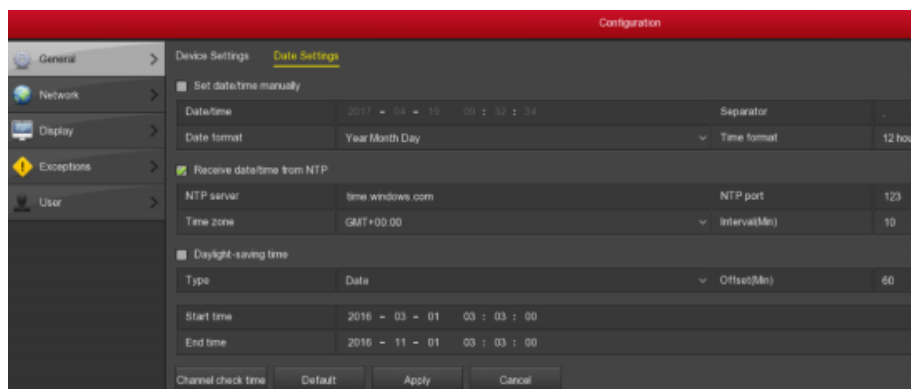 Configuration
General
Network
Display
Exceptions
User
Device Settings Date Settings
Set date/time manually
Date/time 2017 - 04 - 19 09 : 32 : 34 Separator .
Date format Year Month Day Time format 12 hou
Receive date/time from NTP
NTP server time.windows.com NTP port 123
Time zone GMT+00:00 Interval(Min) 10
Daylight-saving time
Type Date Offset(Min) 60
Start time 2016 - 03 - 01 03 : 03 : 00
End time 2016 - 11 - 01 03 : 03 : 00
Channel check time Default Apply Cancel